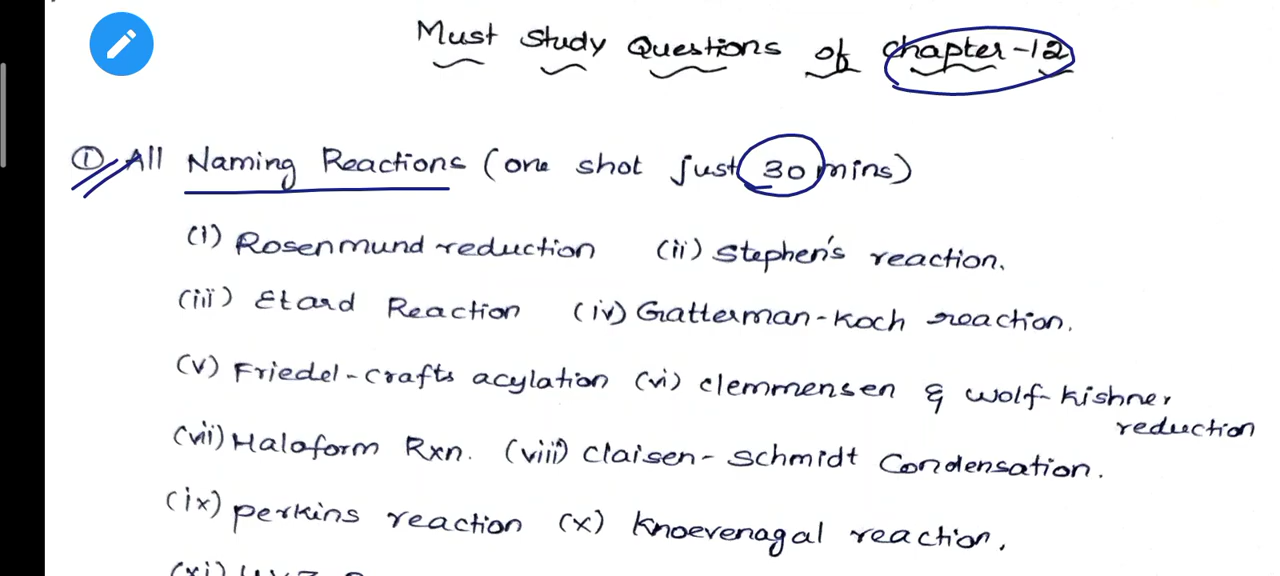 Must Study Questions of chapter-12
① All Naming Reactions (one shot just 30 mins)
(i) Rosenmund reduction (ii) Stephen's reaction.
(iii) Etard Reaction (iv) Gatterman-Koch reaction.
(v) Friedel-Crafts acylation (vi) Clemmensen & Wolf-Kishner
reduction
(vii) Haloform Rxn. (viii) Claisen-Schmidt Condensation.
(ix) perkins reaction (x) Knoevenagal reaction.
(xi)